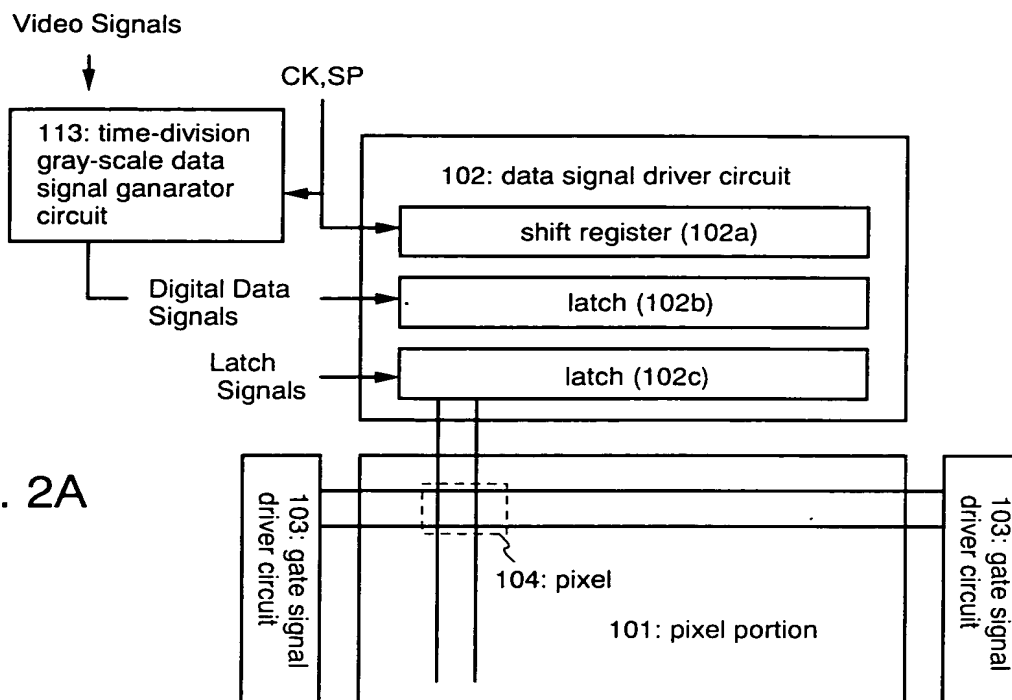 Video Signals
CK,SP
113: time-division
gray-scale data
signal ganarator
circuit
102: data signal driver circuit
shift register (102a)
Digital Data
Signals
latch (102b)
Latch
Signals
latch (102c)
. 2A
103: gate signal
driver circuit
104: pixel
101: pixel portion
103: gate signal
driver circuit